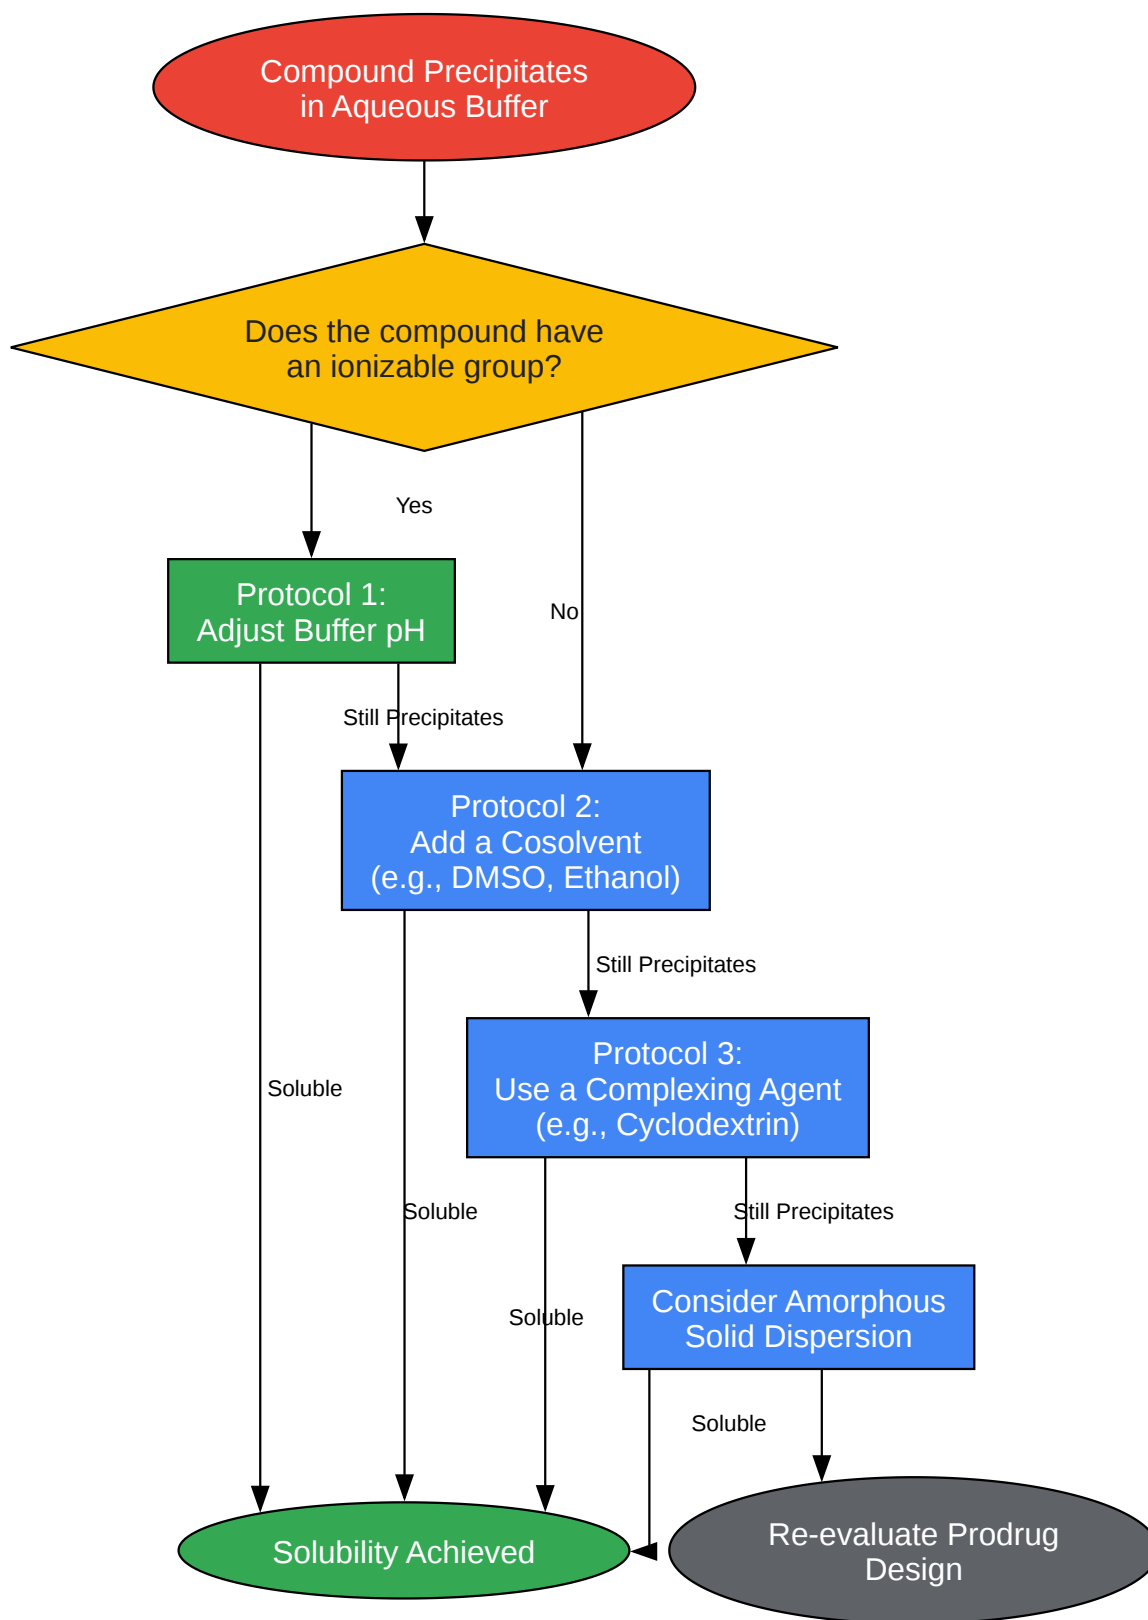 Compound Precipitates
in Aqueous Buffer
Does the compound have
an ionizable group?
Yes
Protocol 1:
Adjust Buffer pH
No
Still Precipitates
Protocol 2:
Add a Cosolvent
(e.g., DMSO, Ethanol)
Still Precipitates
Protocol 3:
Use a Complexing Agent
(e.g., Cyclodextrin)
Soluble
Soluble
Still Precipitates
Consider Amorphous
Solid Dispersion
Soluble
Soluble
Solubility Achieved
Re-evaluate Prodrug
Design